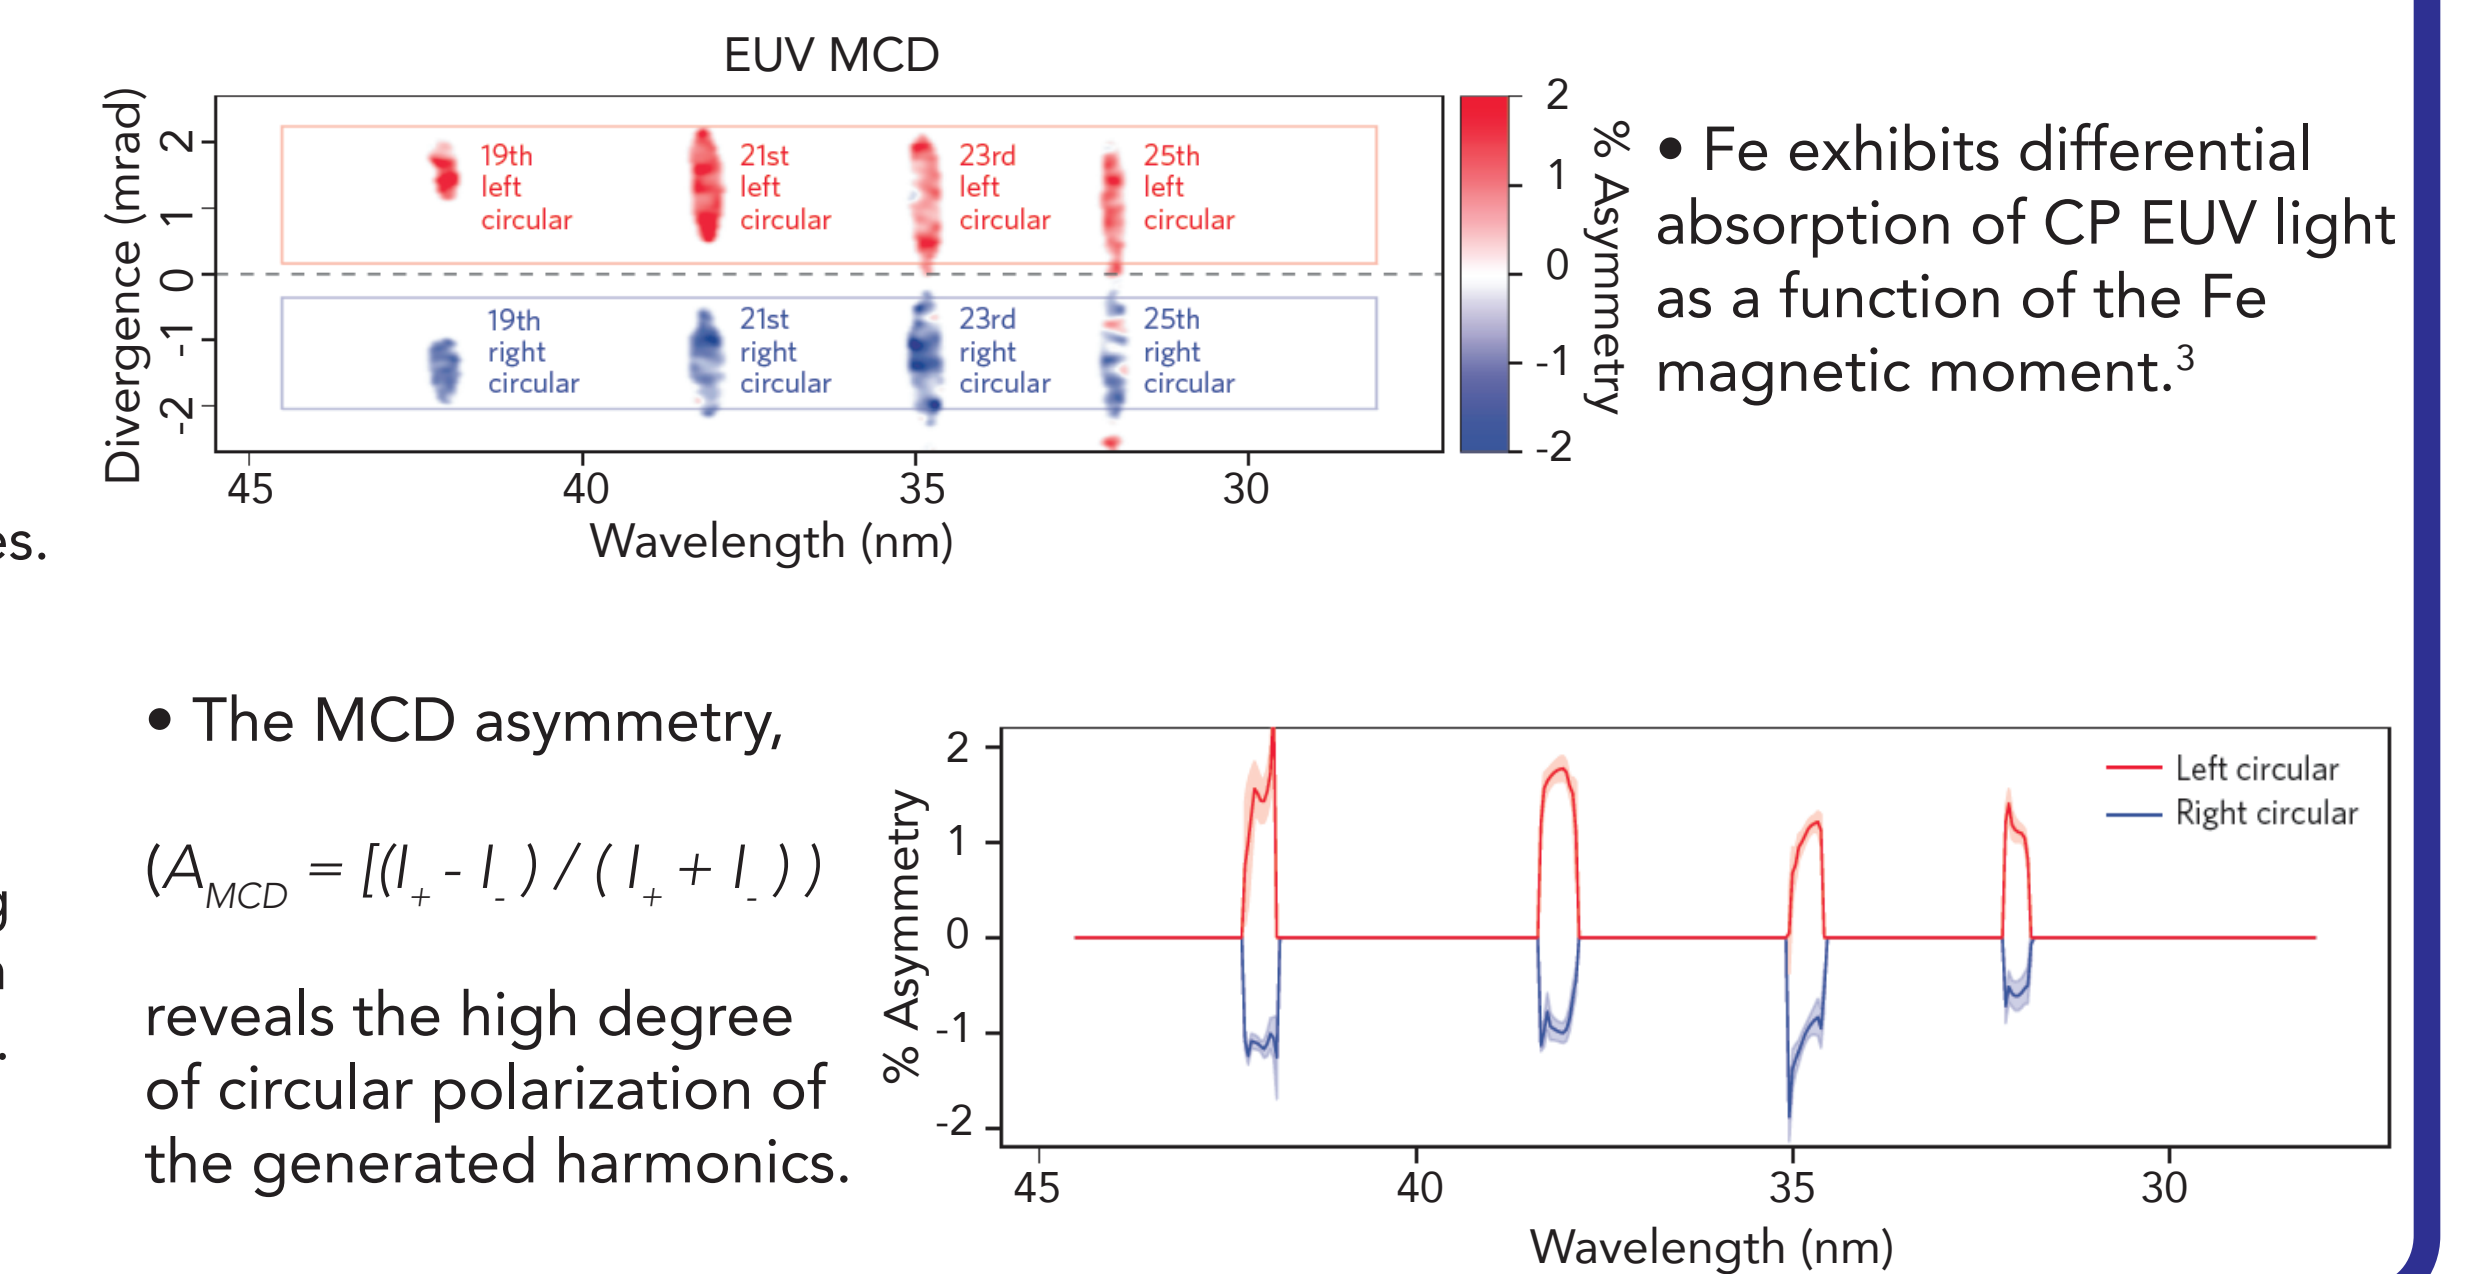 EUV MCD
Divergence (mrad)
2
1
0
-1
-2
19th
left
circular
21st
left
circular
23rd
left
circular
25th
left
circular
19th
right
circular
21st
right
circular
23rd
right
circular
25th
right
circular
45
40
35
30
Wavelength (nm)
2
1
0
-1
-2
% Asymmetry
• Fe exhibits differential
absorption of CP EUV light
as a function of the Fe
magnetic moment.³
es.
• The MCD asymmetry,
(A_MCD = [(I₊ - I₋ ) / ( I₊ + I₋ ) )
reveals the high degree
of circular polarization of
the generated harmonics.
% Asymmetry
2
1
0
-1
-2
Left circular
Right circular
45
40
35
30
Wavelength (nm)